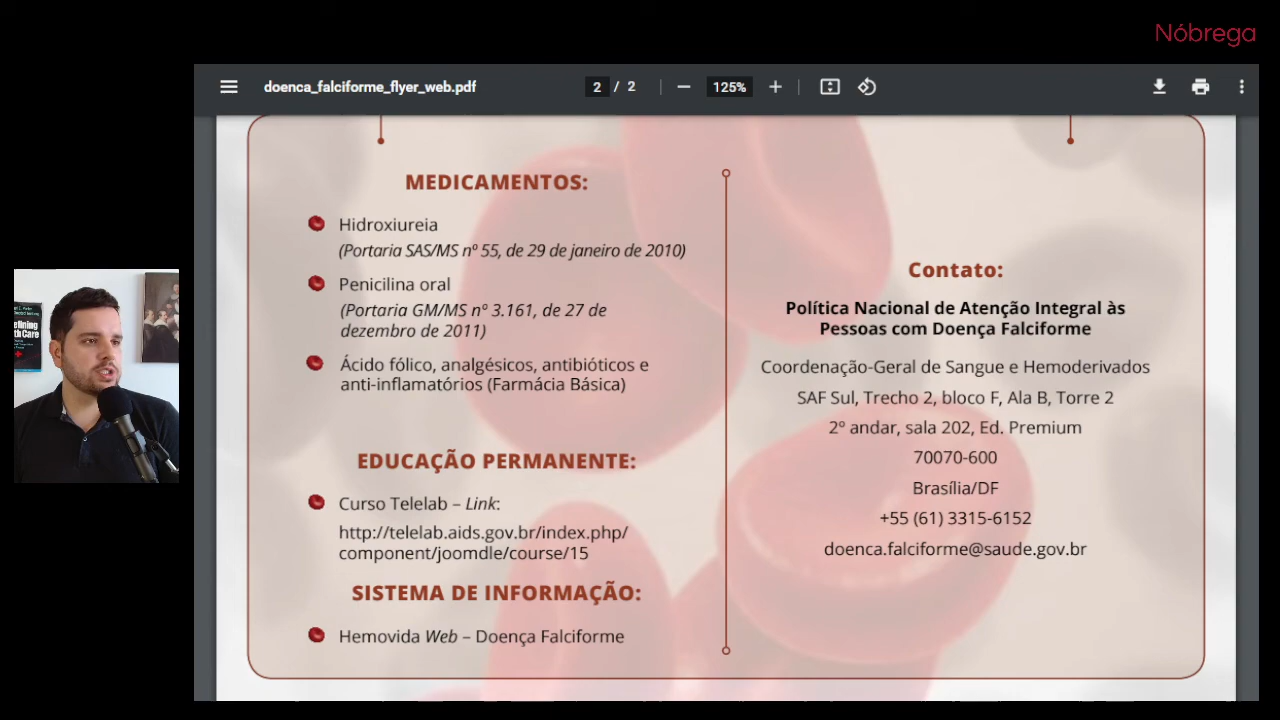 Nóbrega
doenca_falciforme_flyer_web.pdf
2 / 2
125%
MEDICAMENTOS:
Hidroxiureia
(Portaria SAS/MS nº 55, de 29 de janeiro de 2010)
Penicilina oral
(Portaria GM/MS nº 3.161, de 27 de
dezembro de 2011)
Ácido fólico, analgésicos, antibióticos e
anti-inflamatórios (Farmácia Básica)
EDUCAÇÃO PERMANENTE:
Curso Telelab – Link:
http://telelab.aids.gov.br/index.php/
component/joomdle/course/15
SISTEMA DE INFORMAÇÃO:
Hemovida Web – Doença Falciforme
Contato:
Política Nacional de Atenção Integral às
Pessoas com Doença Falciforme
Coordenação-Geral de Sangue e Hemoderivados
SAF Sul, Trecho 2, bloco F, Ala B, Torre 2
2º andar, sala 202, Ed. Premium
70070-600
Brasília/DF
+55 (61) 3315-6152
doenca.falciforme@saude.gov.br